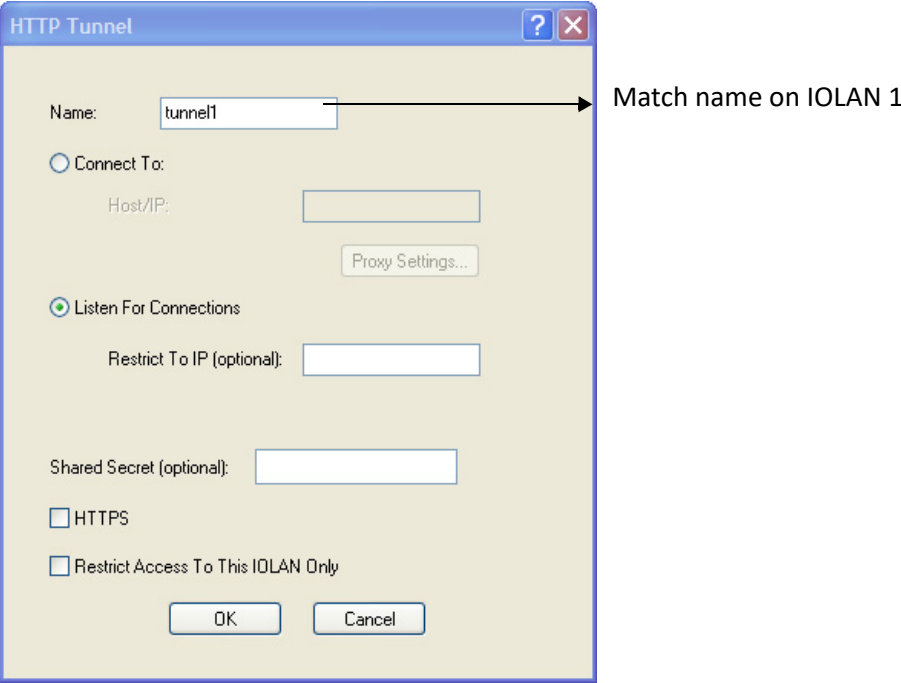 HTTP Tunnel
Name: tunnel1
Match name on IOLAN 1
Connect To:
Host/IP:
Proxy Settings...
Listen For Connections
Restrict To IP (optional):
Shared Secret (optional):
HTTPS
Restrict Access To This IOLAN Only
OK Cancel